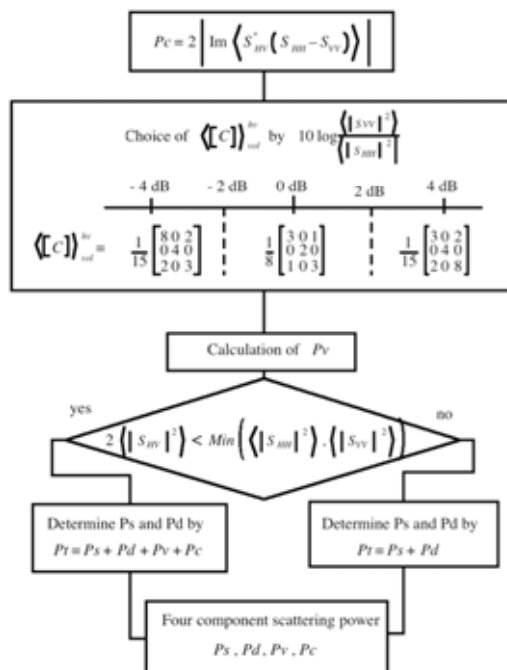 Pc = 2 | Im ⟨ S*HV ( SHH − SVV ) ⟩ |
Choice of ⟨[C]⟩ hv vol by 10 log ⟨|SVV|²⟩ / ⟨|SHH|²|
- 4 dB - 2 dB 0 dB 2 dB 4 dB
⟨[C]⟩ hv vol = 1/15 [8 0 2; 0 4 0; 2 0 3] 1/8 [3 0 1; 0 2 0; 1 0 3] 1/15 [3 0 2; 0 4 0; 2 0 8]
Calculation of Pv
yes no
2 ⟨|SHV|²⟩ < Min ( ⟨|SHH|²⟩ . ⟨|SVV|²⟩ )
Determine Ps and Pd by
Pt = Ps + Pd + Pv + Pc
Determine Ps and Pd by
Pt = Ps + Pd
Four component scattering power
Ps , Pd , Pv , Pc